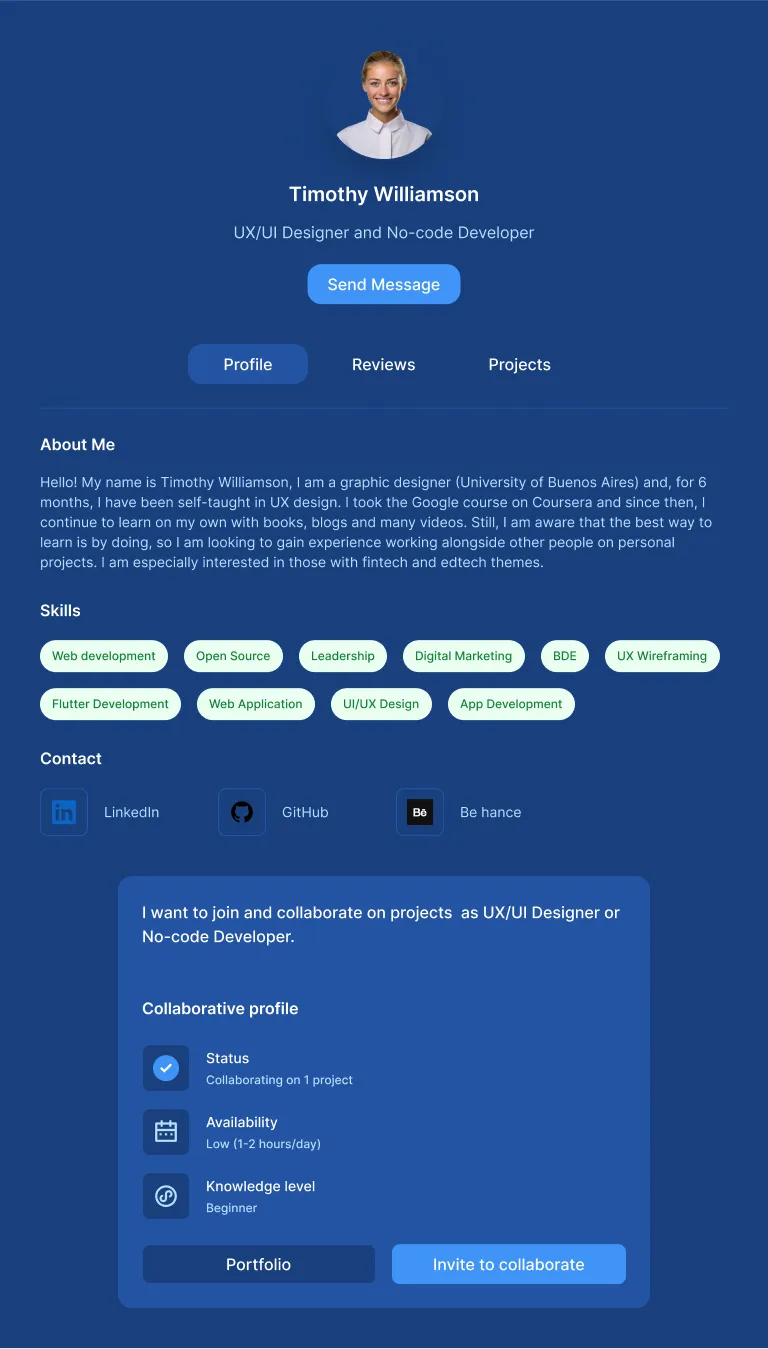 Timothy Williamson
UX/UI Designer and No-code Developer
Send Message
Profile Reviews Projects
About Me
Hello! My name is Timothy Williamson, I am a graphic designer (University of Buenos Aires) and, for 6
months, I have been self-taught in UX design. I took the Google course on Coursera and since then, I
continue to learn on my own with books, blogs and many videos. Still, I am aware that the best way to
learn is by doing, so I am looking to gain experience working alongside other people on personal
projects. I am especially interested in those with fintech and edtech themes.
Skills
Web development Open Source Leadership Digital Marketing BDE UX Wireframing
Flutter Development Web Application UI/UX Design App Development
Contact
in LinkedIn GitHub Bē Be hance
I want to join and collaborate on projects  as UX/UI Designer or
No-code Developer.
Collaborative profile
Status
Collaborating on 1 project
Availability
Low (1-2 hours/day)
Knowledge level
Beginner
Portfolio Invite to collaborate